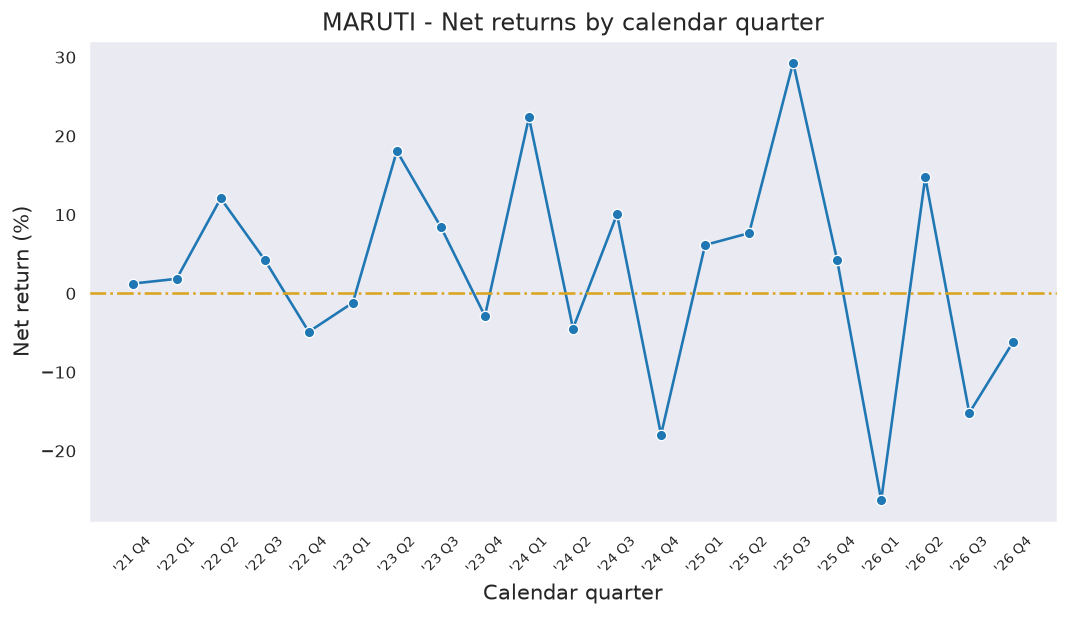 MARUTI - Net returns by calendar quarter
Net return (%)
30
20
10
0
−10
−20
'21 Q4
'22 Q1
'22 Q2
'22 Q3
'22 Q4
'23 Q1
'23 Q2
'23 Q3
'23 Q4
'24 Q1
'24 Q2
'24 Q3
'24 Q4
'25 Q1
'25 Q2
'25 Q3
'25 Q4
'26 Q1
'26 Q2
'26 Q3
'26 Q4
Calendar quarter